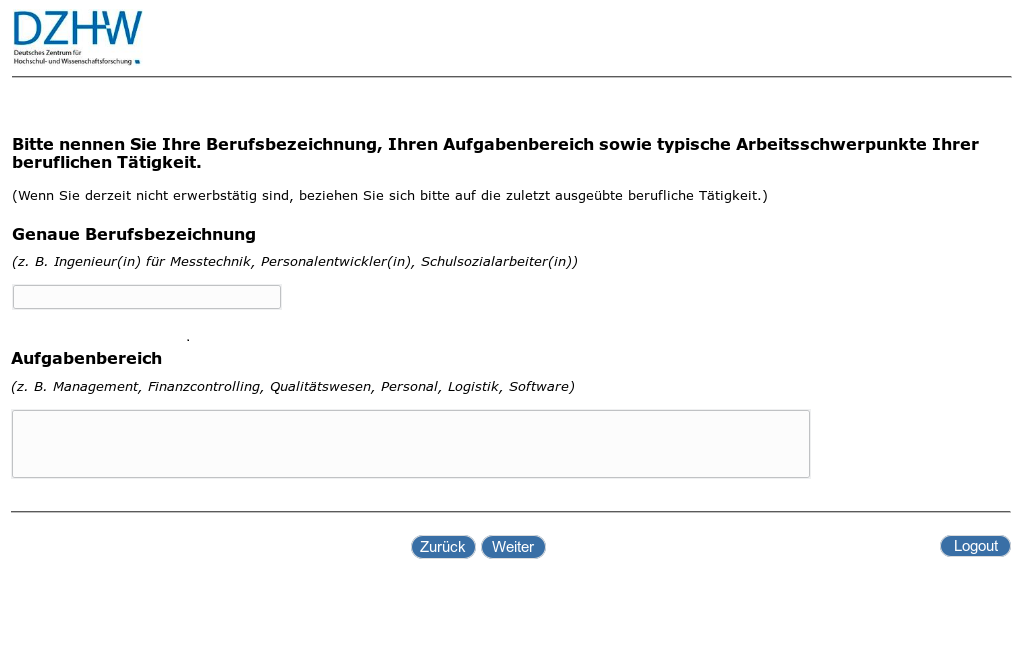 DZHW
Deutsches Zentrum für
Hochschul- und Wissenschaftsforschung
Bitte nennen Sie Ihre Berufsbezeichnung, Ihren Aufgabenbereich sowie typische Arbeitsschwerpunkte Ihrer
beruflichen Tätigkeit.
(Wenn Sie derzeit nicht erwerbstätig sind, beziehen Sie sich bitte auf die zuletzt ausgeübte berufliche Tätigkeit.)
Genaue Berufsbezeichnung
(z. B. Ingenieur(in) für Messtechnik, Personalentwickler(in), Schulsozialarbeiter(in))
.
Aufgabenbereich
(z. B. Management, Finanzcontrolling, Qualitätswesen, Personal, Logistik, Software)
Zurück Weiter Logout